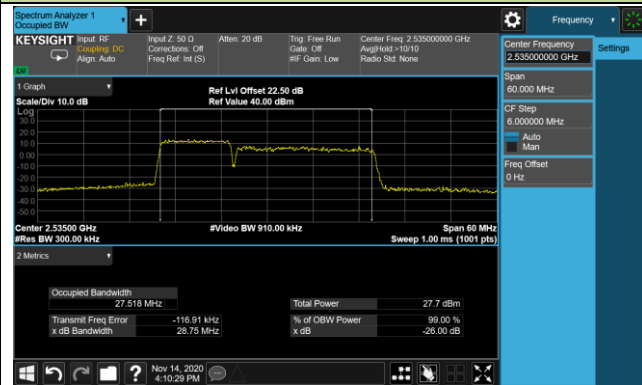 Spectrum Analyzer 1
Occupied BW
Frequency
KEYSIGHT
Input: RF
Coupling: DC
Align: Auto
Input Z: 50 Ω
Corrections: Off
Freq Ref: Int (S)
Atten: 20 dB
Trig: Free Run
Gate: Off
#IF Gain: Low
Center Freq: 2.535000000 GHz
Avg|Hold:>10/10
Radio Std: None
LXI
Center Frequency
2.535000000 GHz
Settings
Span
60.000 MHz
CF Step
6.000000 MHz
Auto
Man
Freq Offset
0 Hz
1 Graph
Scale/Div 10.0 dB
Ref Lvl Offset 22.50 dB
Ref Value 40.00 dBm
Log
30.0
20.0
10.0
0.00
-10.0
-20.0
-30.0
-40.0
-50.0
Center 2.53500 GHz
#Res BW 300.00 kHz
#Video BW 910.00 kHz
Span 60 MHz
Sweep 1.00 ms (1001 pts)
2 Metrics
Occupied Bandwidth
27.518 MHz
Total Power 27.7 dBm
Transmit Freq Error -116.91 kHz
% of OBW Power 99.00 %
x dB Bandwidth 28.75 MHz
x dB -26.00 dB
?
Nov 14, 2020
4:10:29 PM